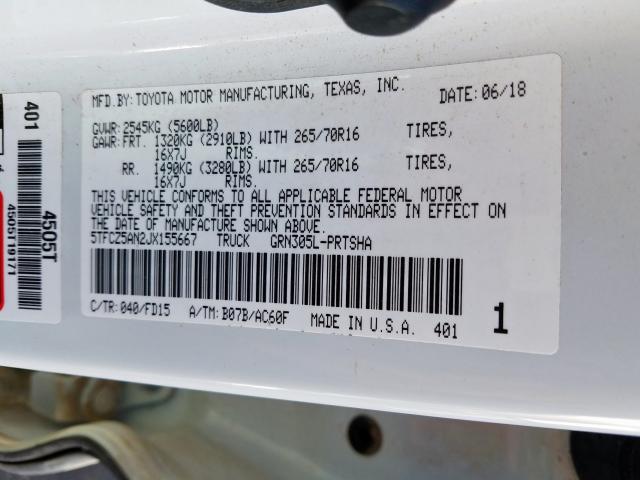 MFD.BY: TOYOTA MOTOR MANUFACTURING, TEXAS, INC. DATE: 06/18
GVWR: 2545KG (5600LB)
GAWR: FRT. 1320KG (2910LB) WITH 265/70R16 TIRES,
16X7J RIMS.
RR. 1490KG (3280LB) WITH 265/70R16 TIRES,
16X7J RIMS.
THIS VEHICLE CONFORMS TO ALL APPLICABLE FEDERAL MOTOR
VEHICLE SAFETY AND THEFT PREVENTION STANDARDS IN EFFECT ON
THE DATE OF MANUFACTURE SHOWN ABOVE.
5TFCZ5AN2JX155667 TRUCK GRN305L-PRTSHA
C/TR: 040/FD15 A/TM: B07B/AC60F MADE IN U.S.A. 401 1
401
4505T
4505T19171